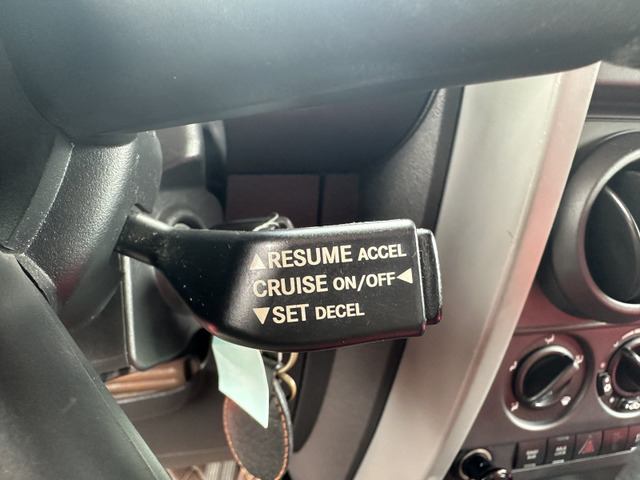 ▲RESUME ACCEL
CRUISE ON/OFF◄
▼SET DECEL